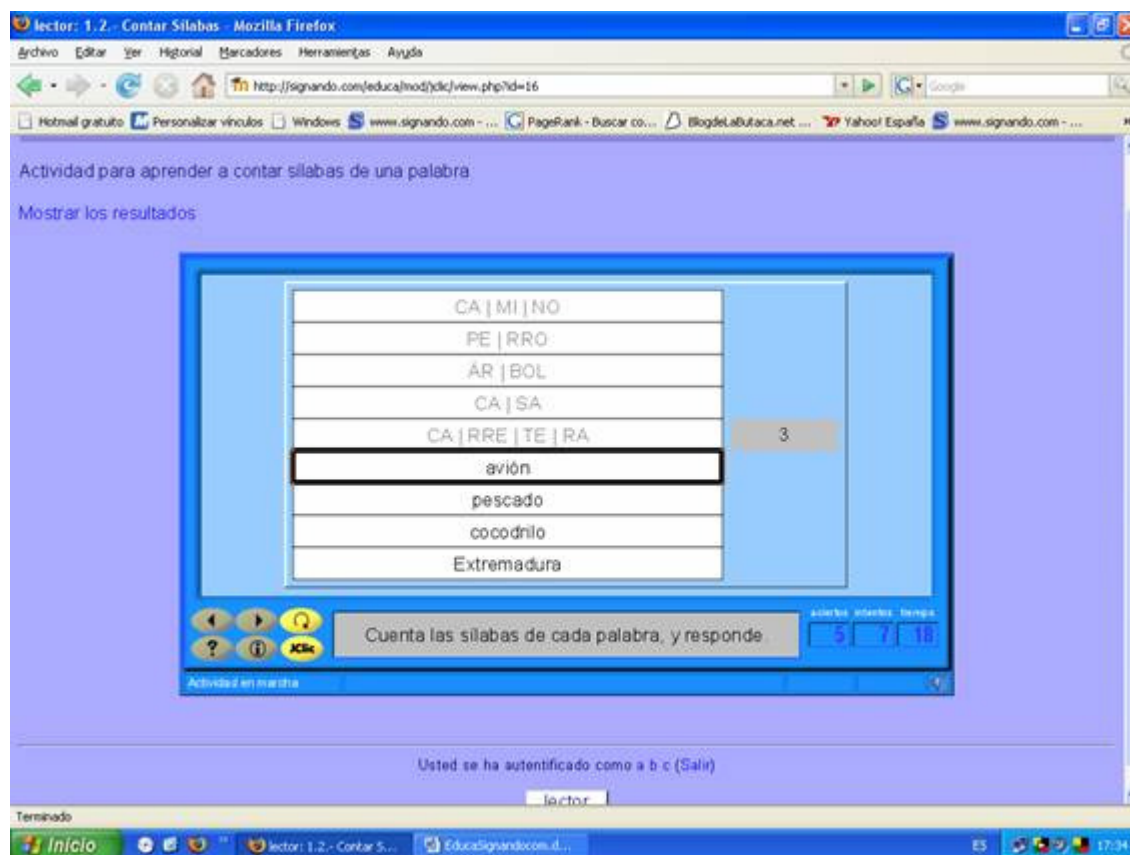 lector: 1.2.- Contar Sílabas - Mozilla Firefox
Archivo Editar Ver Historial Marcadores Herramientas Ayuda
http://signando.com/educa/mod/jclic/view.php?id=16 Google
Hotmail gratuito Personalizar vínculos Windows www.signando.com - ... PageRank - Buscar co... BlogdeLaButaca.net ... Yahoo! España www.signando.com - ...
Actividad para aprender a contar sílabas de una palabra
Mostrar los resultados
CA | MI | NO
PE | RRO
ÁR | BOL
CA | SA
CA | RRE | TE | RA 3
avión
pescado
cocodrilo
Extremadura
aciertos intentos tiempo
Cuenta las sílabas de cada palabra, y responde 5 7 18
? i JClic
Actividad en marcha
Usted se ha autentificado como a b c (Salir)
lector
Terminado
Inicio lector: 1.2.- Contar S... EducaSignandocom.d... ES 17:34